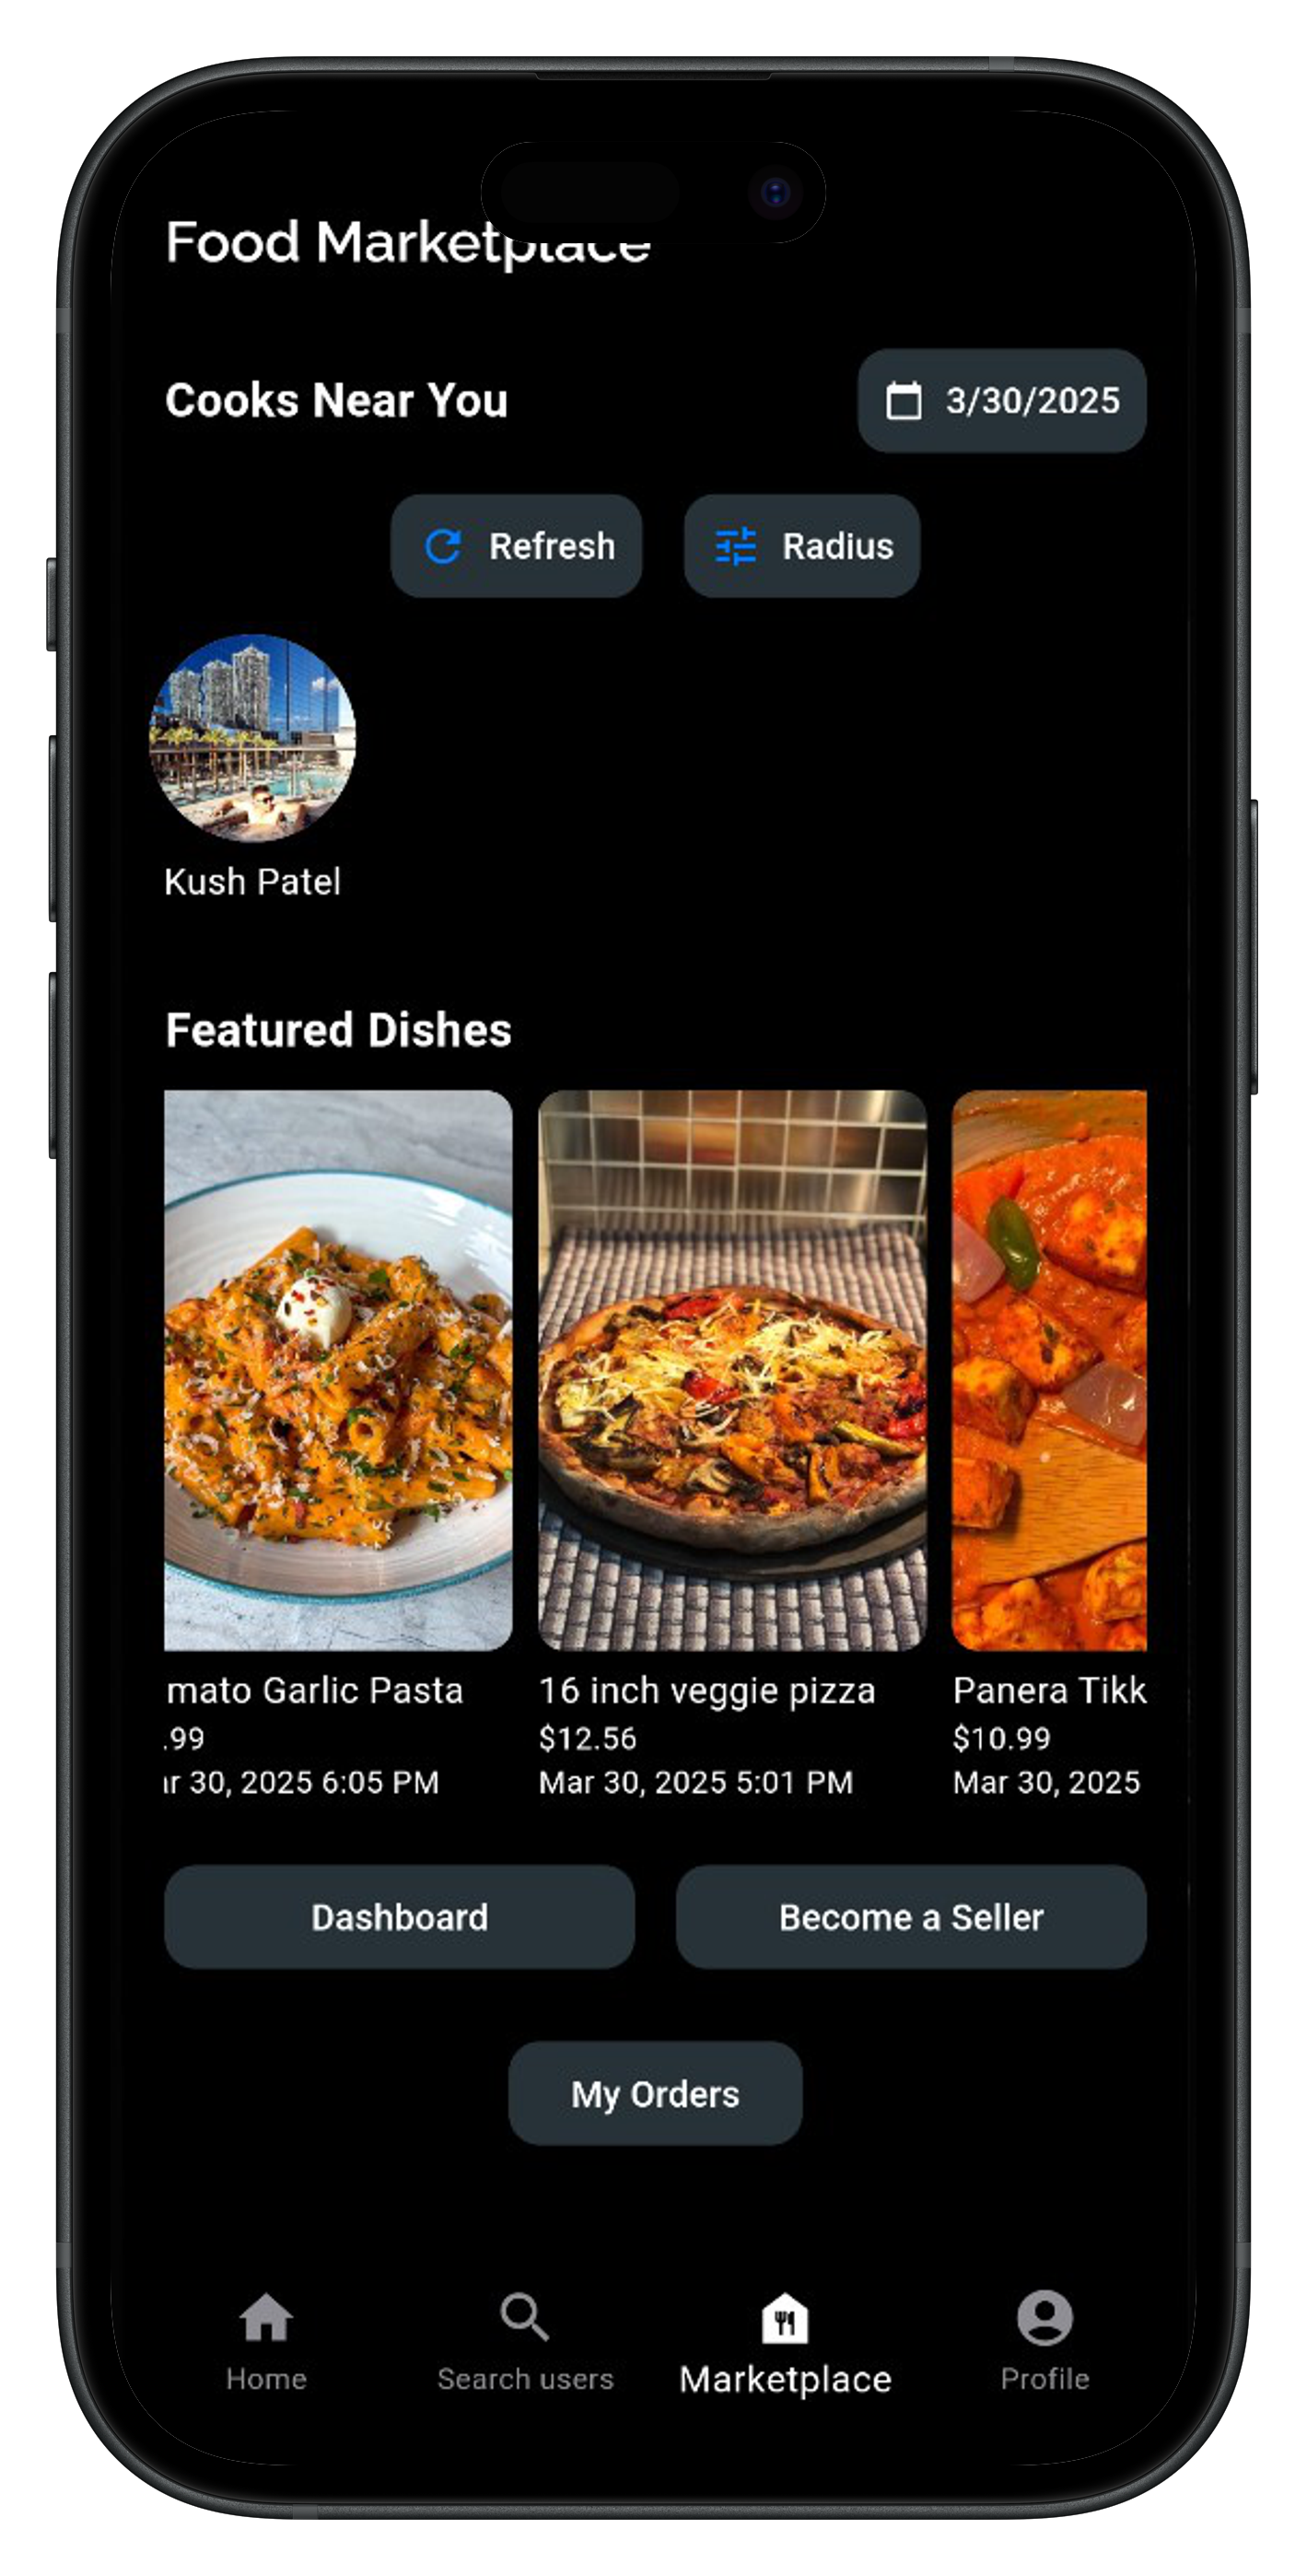 Food Marketplace
Cooks Near You
3/30/2025
Refresh
Radius
Kush Patel
Featured Dishes
mato Garlic Pasta
16 inch veggie pizza
Panera Tikk
.99
$12.56
$10.99
r 30, 2025 6:05 PM
Mar 30, 2025 5:01 PM
Mar 30, 2025
Dashboard
Become a Seller
My Orders
Home
Search users
Marketplace
Profile